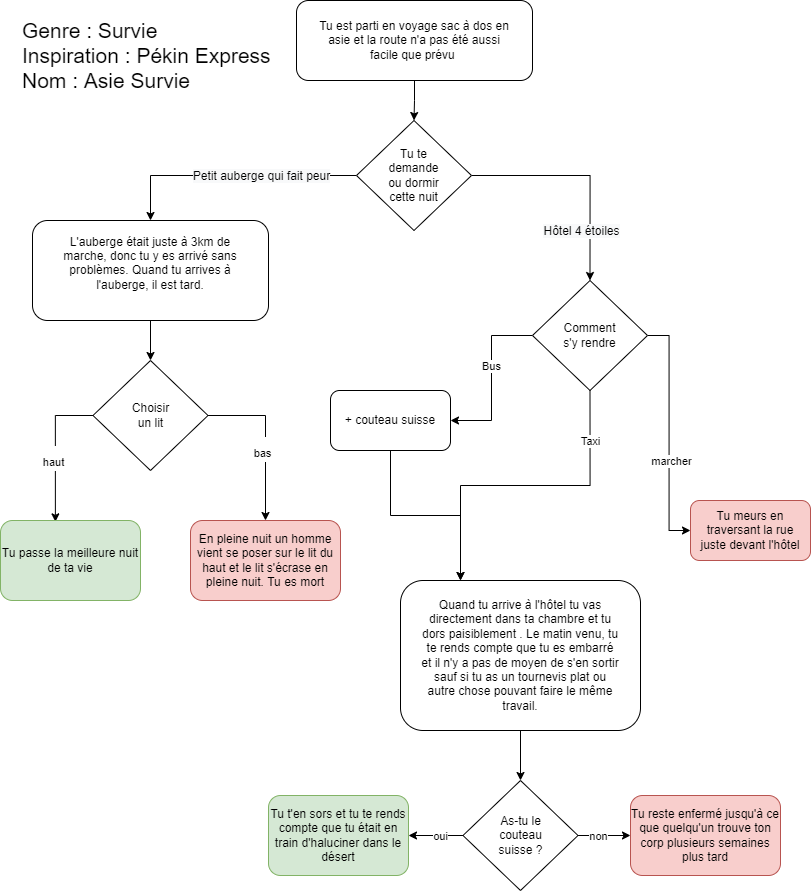 Genre : Survie
Inspiration : Pékin Express
Nom : Asie Survie
Tu est parti en voyage sac à dos en
asie et la route n'a pas été aussi
facile que prévu
Tu te
demande
ou dormir
cette nuit
Petit auberge qui fait peur
Hôtel 4 étoiles
L'auberge était juste à 3km de
marche, donc tu y es arrivé sans
problèmes. Quand tu arrives à
l'auberge, il est tard.
Comment
s'y rendre
Bus
Taxi
marcher
Choisir
un lit
haut
bas
+ couteau suisse
Tu passe la meilleure nuit
de ta vie
En pleine nuit un homme
vient se poser sur le lit du
haut et le lit s'écrase en
pleine nuit. Tu es mort
Tu meurs en
traversant la rue
juste devant l'hôtel
Quand tu arrive à l'hôtel tu vas
directement dans ta chambre et tu
dors paisiblement . Le matin venu, tu
te rends compte que tu es embarré
et il n'y a pas de moyen de s'en sortir
sauf si tu as un tournevis plat ou
autre chose pouvant faire le même
travail.
As-tu le
couteau
suisse ?
oui
non
Tu t'en sors et tu te rends
compte que tu était en
train d'haluciner dans le
désert
Tu reste enfermé jusqu'à ce
que quelqu'un trouve ton
corp plusieurs semaines
plus tard